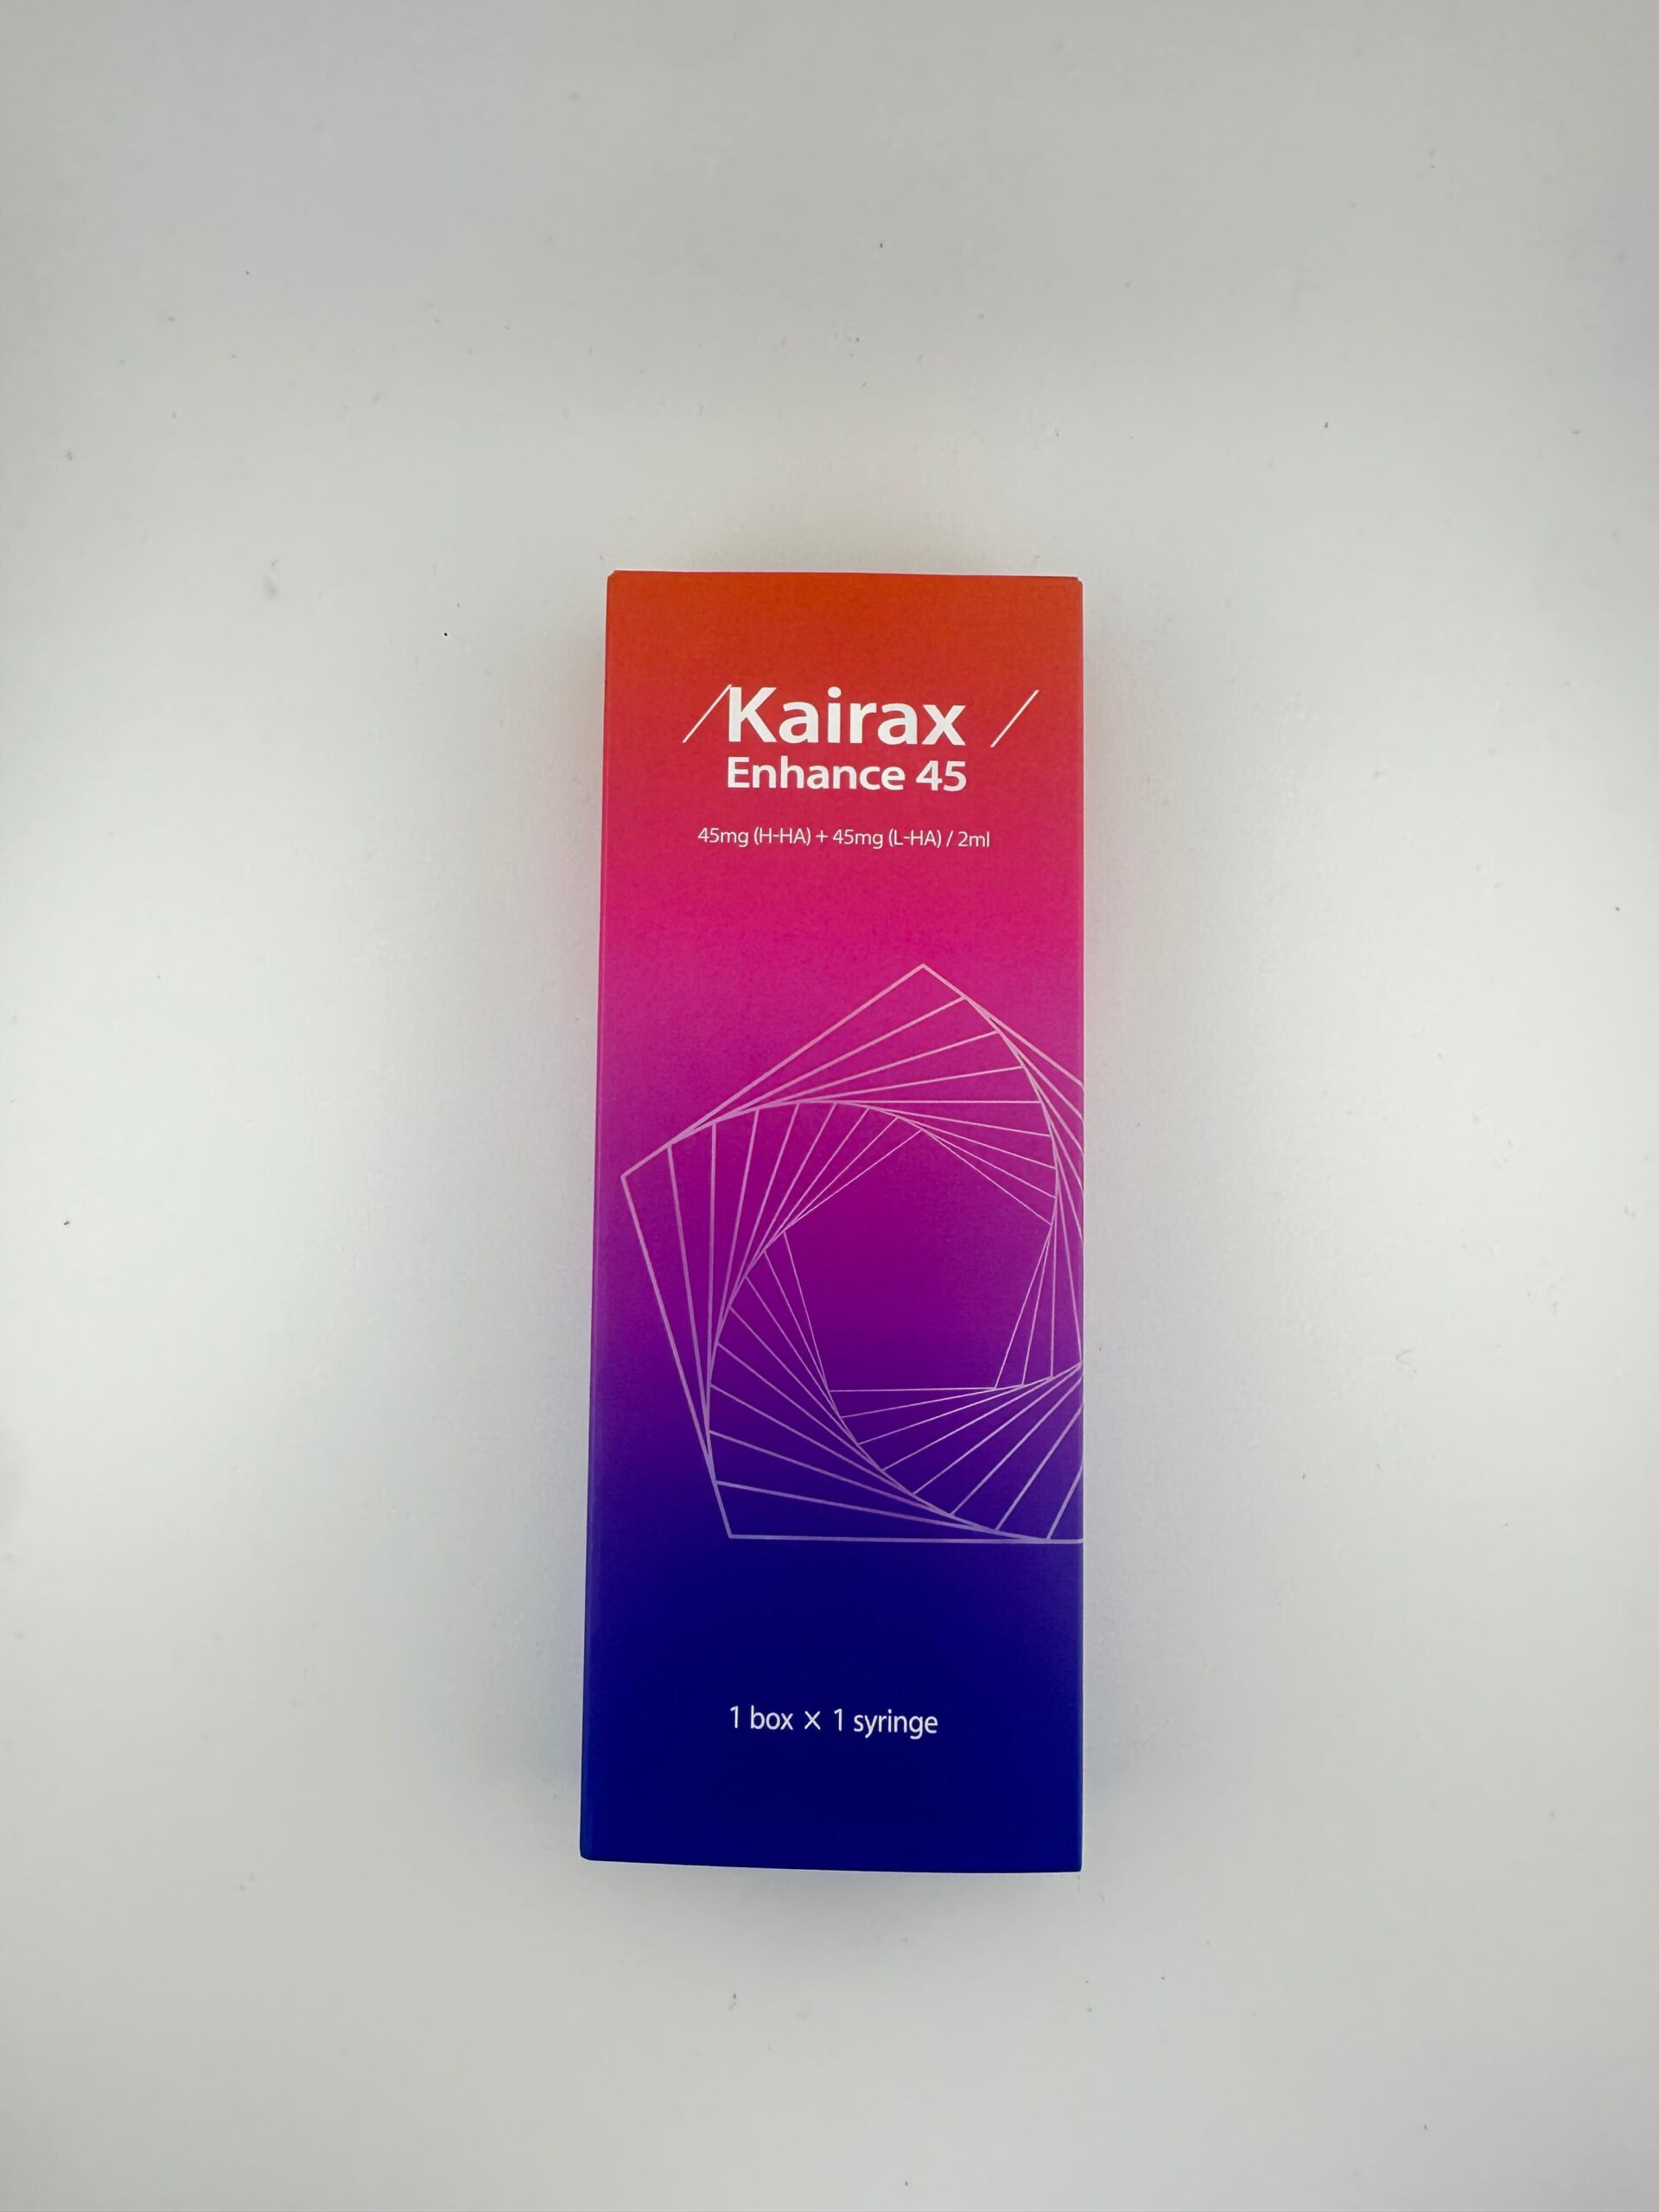 Kairax
Enhance 45
45mg (H-HA) + 45mg (L-HA) / 2ml
1 box × 1 syringe